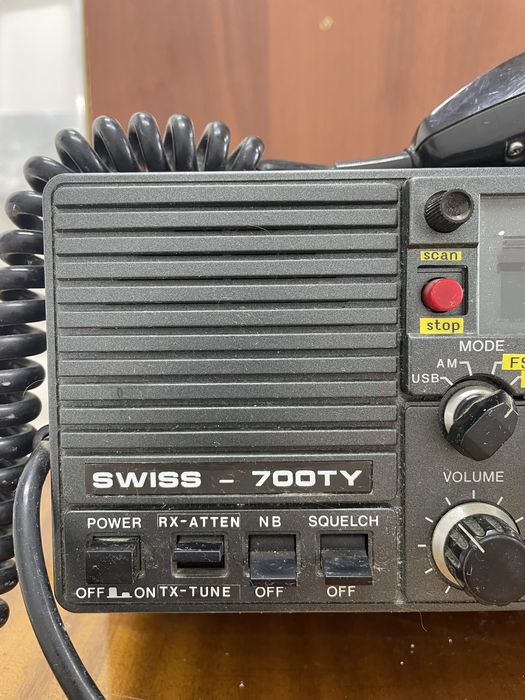 scan
stop
MODE
AM
FS
USB
SWISS - 700TY
VOLUME
POWER RX-ATTEN NB SQUELCH
OFF ON TX-TUNE OFF OFF